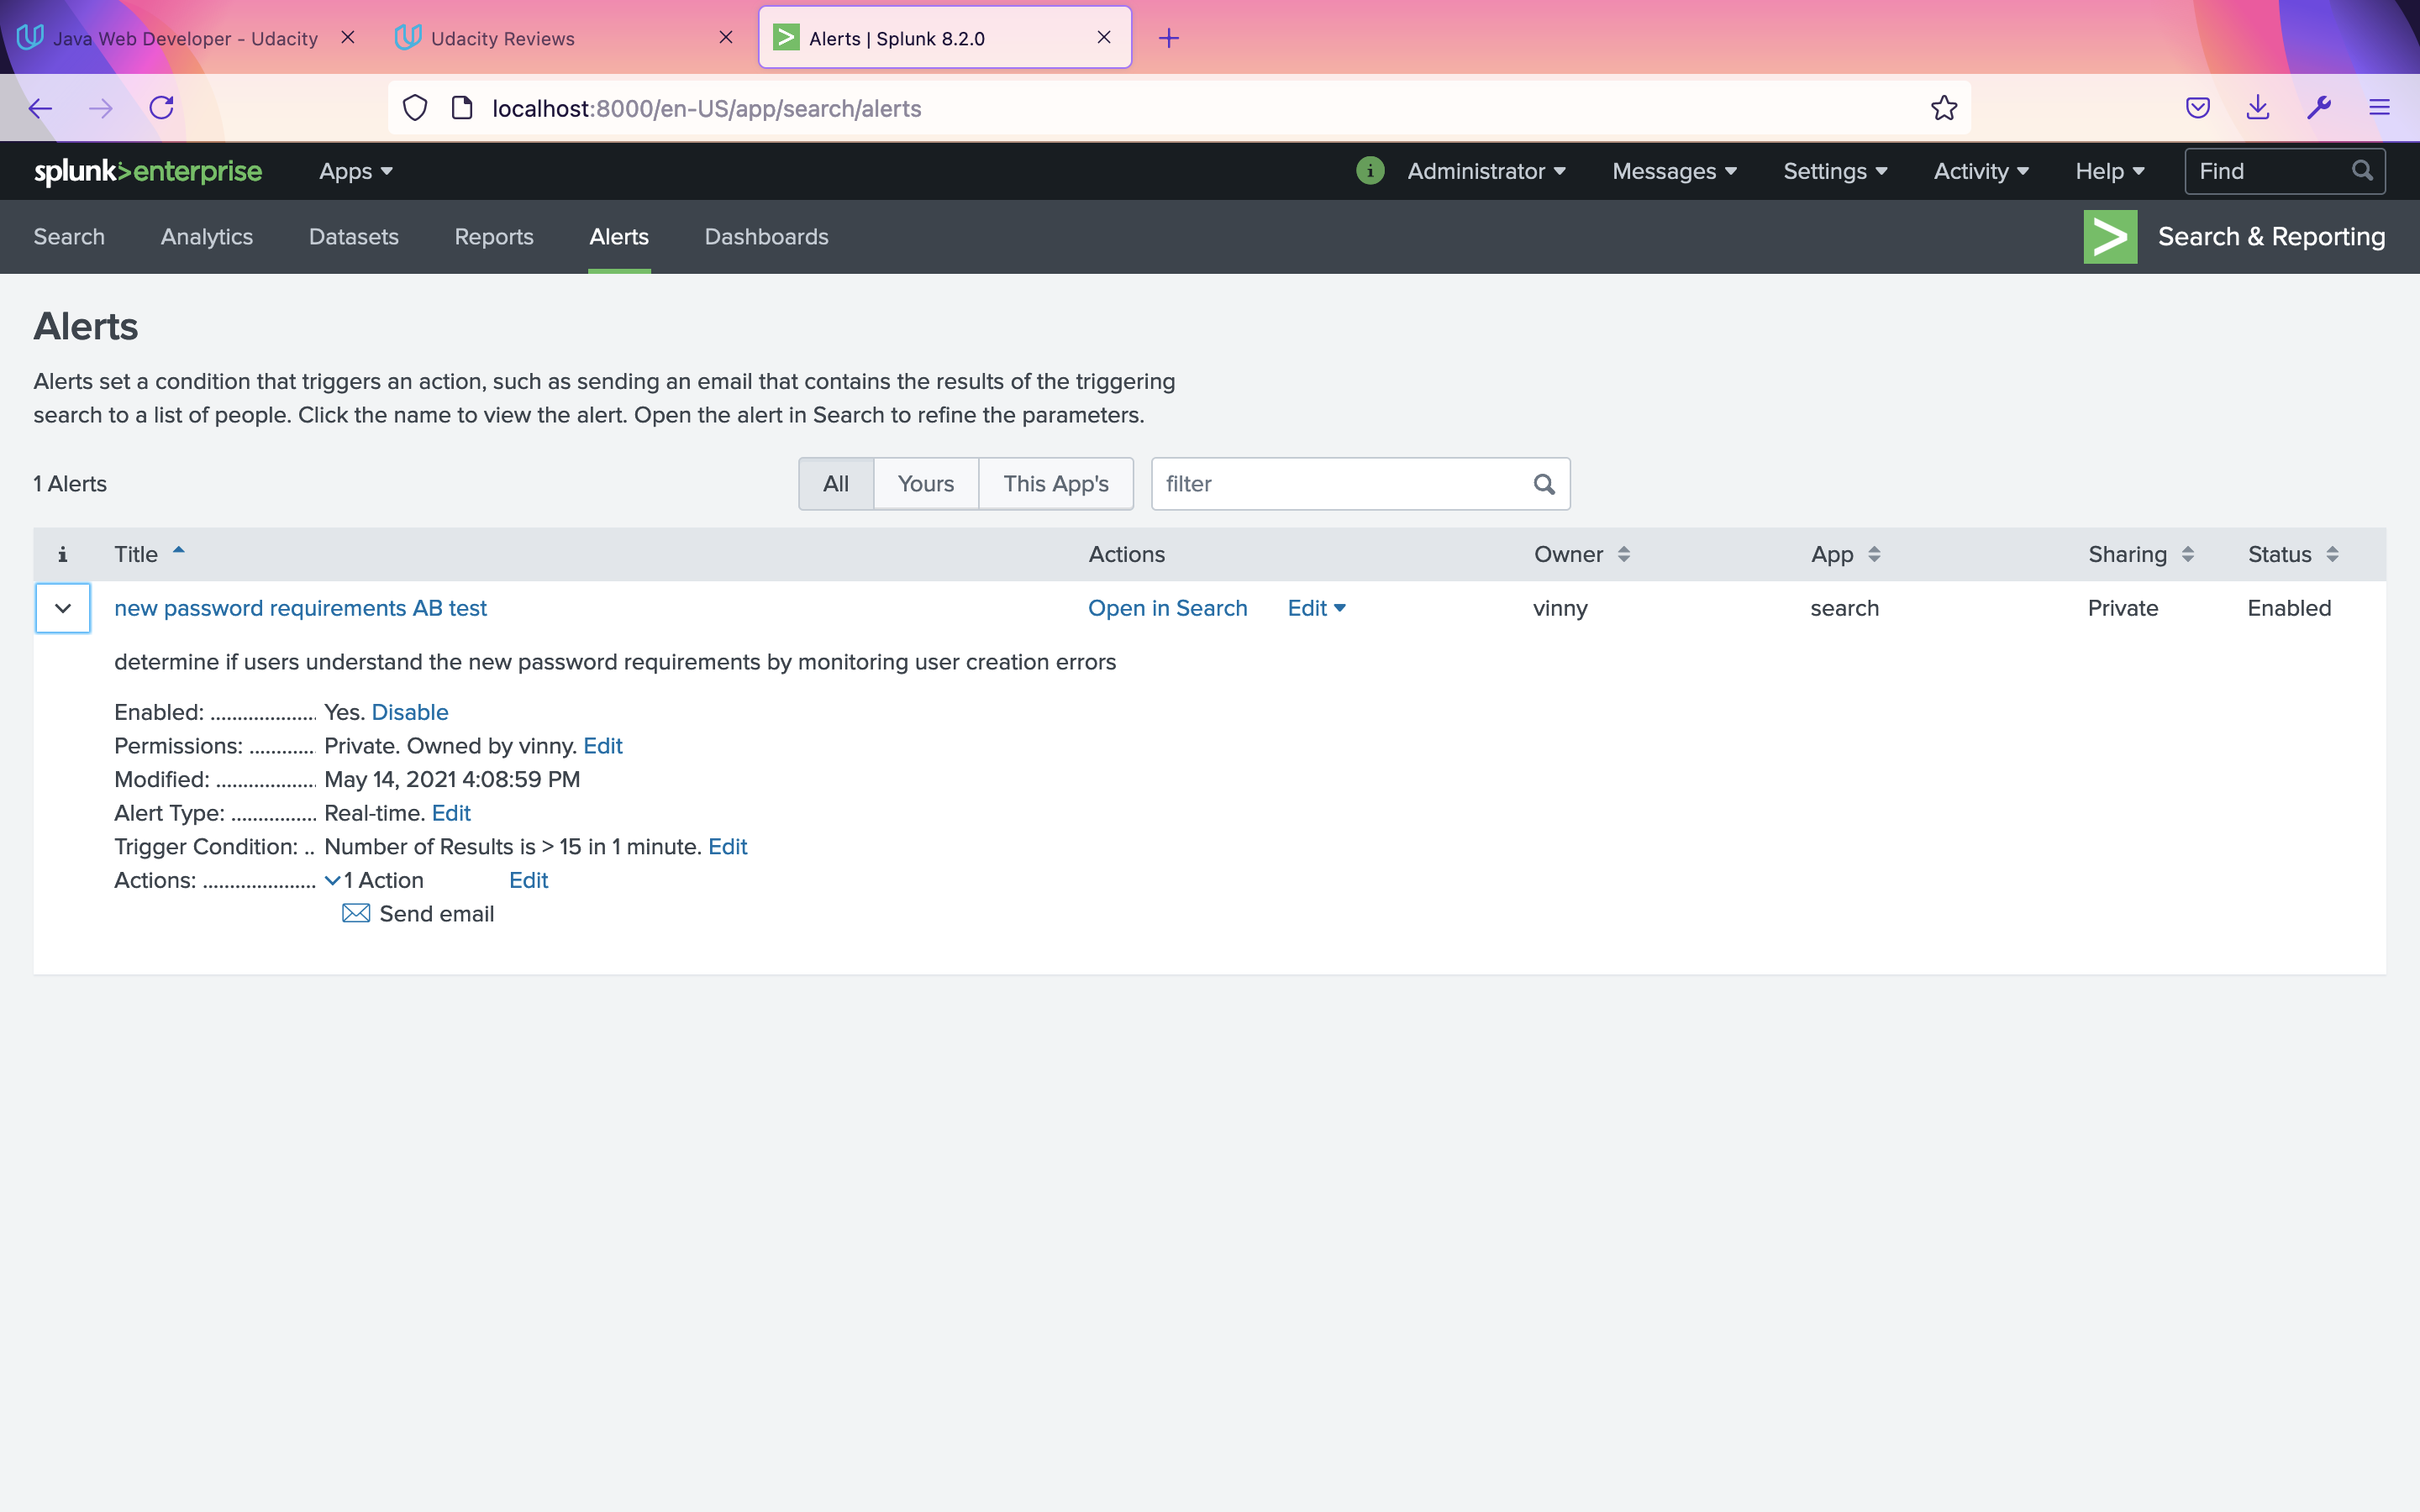 Java Web Developer - Udacity
Udacity Reviews
Alerts | Splunk 8.2.0
localhost:8000/en-US/app/search/alerts
splunk>enterprise Apps Administrator Messages Settings Activity Help Find
Search Analytics Datasets Reports Alerts Dashboards Search & Reporting
Alerts
Alerts set a condition that triggers an action, such as sending an email that contains the results of the triggering
search to a list of people. Click the name to view the alert. Open the alert in Search to refine the parameters.
1 Alerts All Yours This App's filter
i Title Actions Owner App Sharing Status
new password requirements AB test Open in Search Edit vinny search Private Enabled
determine if users understand the new password requirements by monitoring user creation errors
Enabled: .................... Yes. Disable
Permissions: ............. Private. Owned by vinny. Edit
Modified: ................... May 14, 2021 4:08:59 PM
Alert Type: ................ Real-time. Edit
Trigger Condition: .. Number of Results is > 15 in 1 minute. Edit
Actions: ..................... 1 Action Edit
Send email